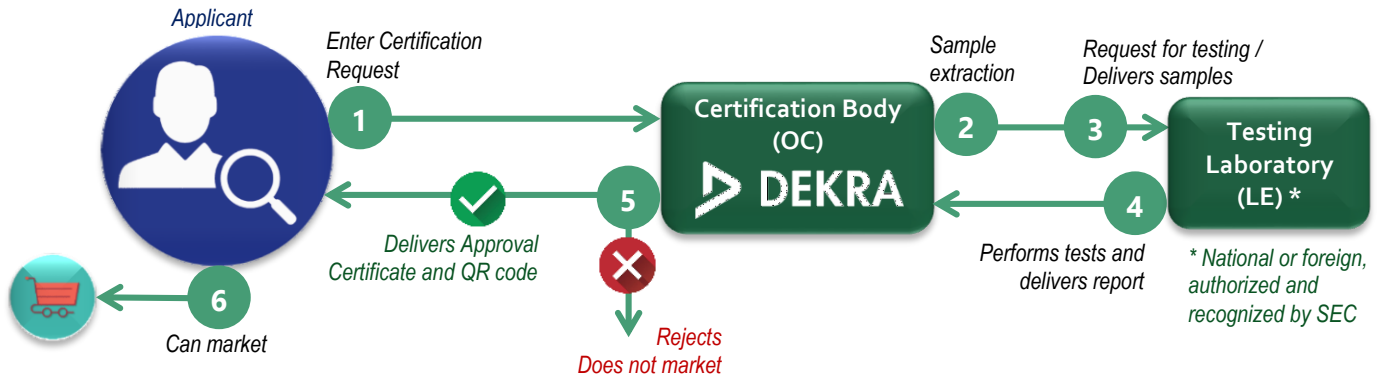 Applicant
Enter Certification
Request
1
Certification Body
(OC)
DEKRA
Sample
extraction
2
Request for testing /
Delivers samples
3
Testing
Laboratory
(LE) *
4
Performs tests and
delivers report
* National or foreign,
authorized and
recognized by SEC
5
Delivers Approval
Certificate and QR code
Rejects
Does not market
6
Can market